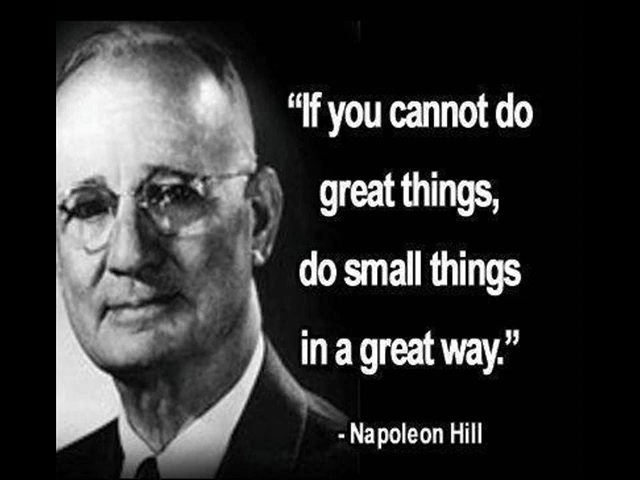 “If you cannot do
great things,
do small things
in a great way.”
- Napoleon Hill